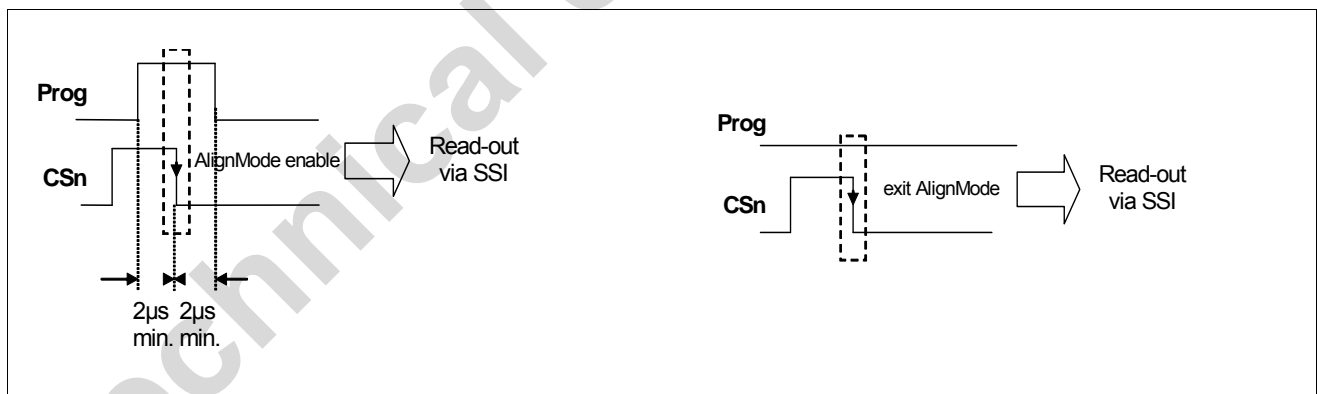 Prog
CSn
AlignMode enable
Read-out
via SSI
2µs 2µs
min. min.
Prog
CSn
exit AlignMode
Read-out
via SSI
chnical